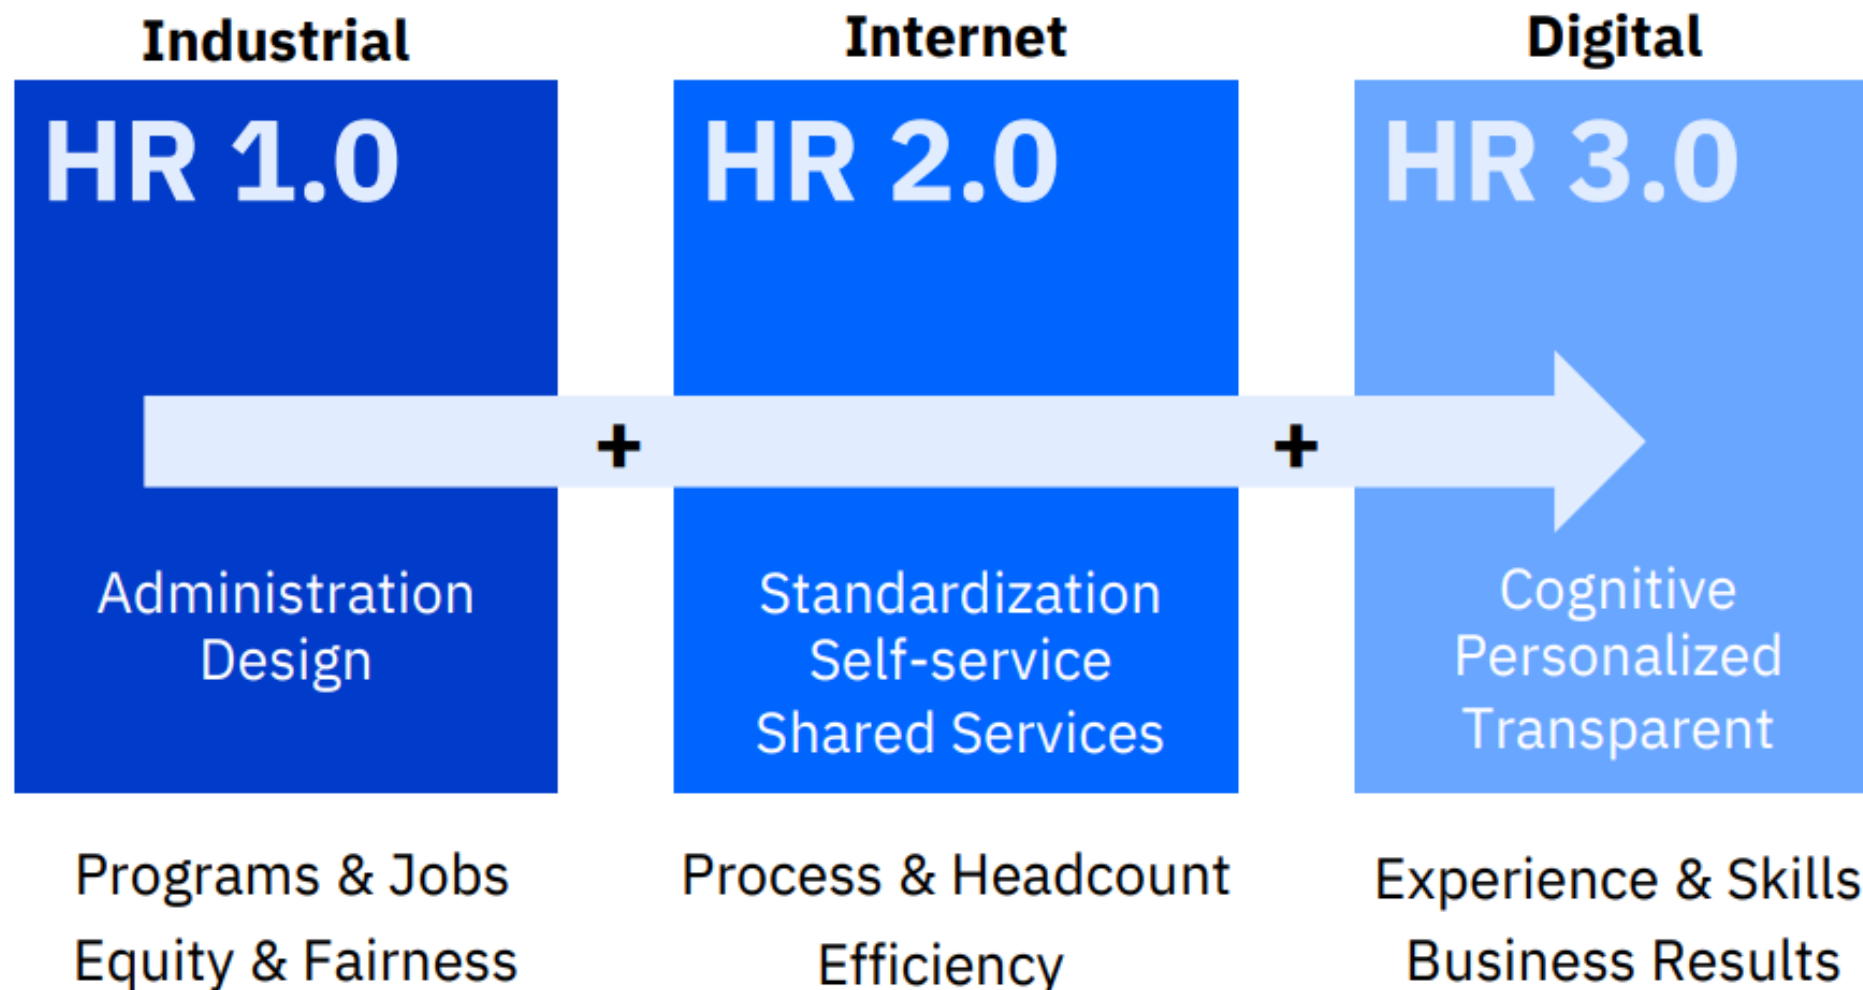 Industrial
HR 1.0
Administration
Design
Programs & Jobs
Equity & Fairness
+
Internet
HR 2.0
Standardization
Self-service
Shared Services
Process & Headcount
Efficiency
+
Digital
HR 3.0
Cognitive
Personalized
Transparent
Experience & Skills
Business Results